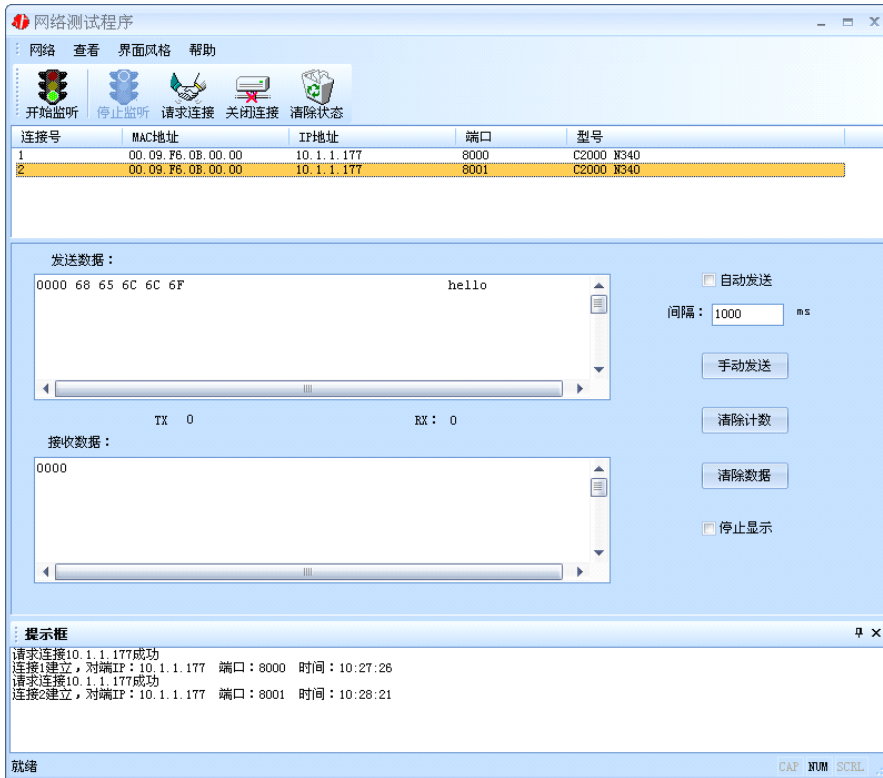 网络测试程序
网络 查看 界面风格 帮助
开始监听 停止监听 请求连接 关闭连接 清除状态
连接号 MAC地址 IP地址 端口 型号
1 00.09.F6.0B.00.00 10.1.1.177 8000 C2000 N340
2 00.09.F6.0B.00.00 10.1.1.177 8001 C2000 N340
发送数据：
0000 68 65 6C 6C 6F hello
自动发送
间隔： 1000 ms
手动发送
TX 0 RX： 0
清除计数
接收数据：
0000
清除数据
停止显示
提示框
请求连接10.1.1.177成功
连接1建立，对端IP：10.1.1.177 端口：8000 时间：10:27:26
请求连接10.1.1.177成功
连接2建立，对端IP：10.1.1.177 端口：8001 时间：10:28:21
就绪 CAP NUM SCRL